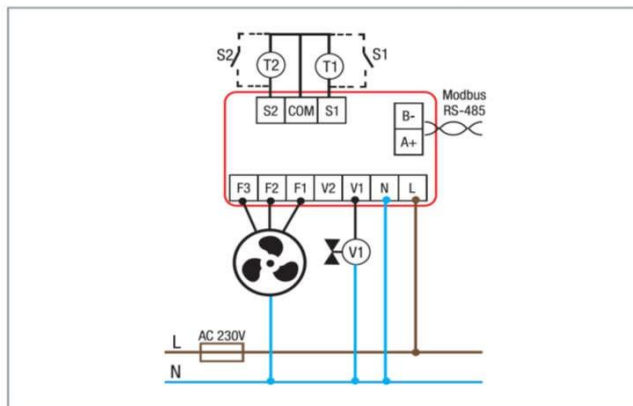 S2 T2 T1 S1
S2 COM S1
Modbus
RS-485
B-
A+
F3 F2 F1 V2 V1 N L
V1
L AC 230V
N